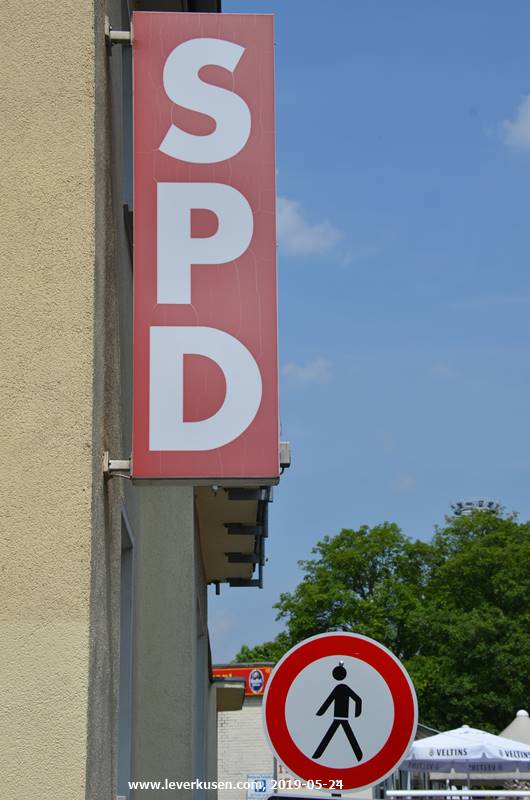 S
P
D
VELTINS
VELTINS
www.leverkusen.com, 2019-05-24